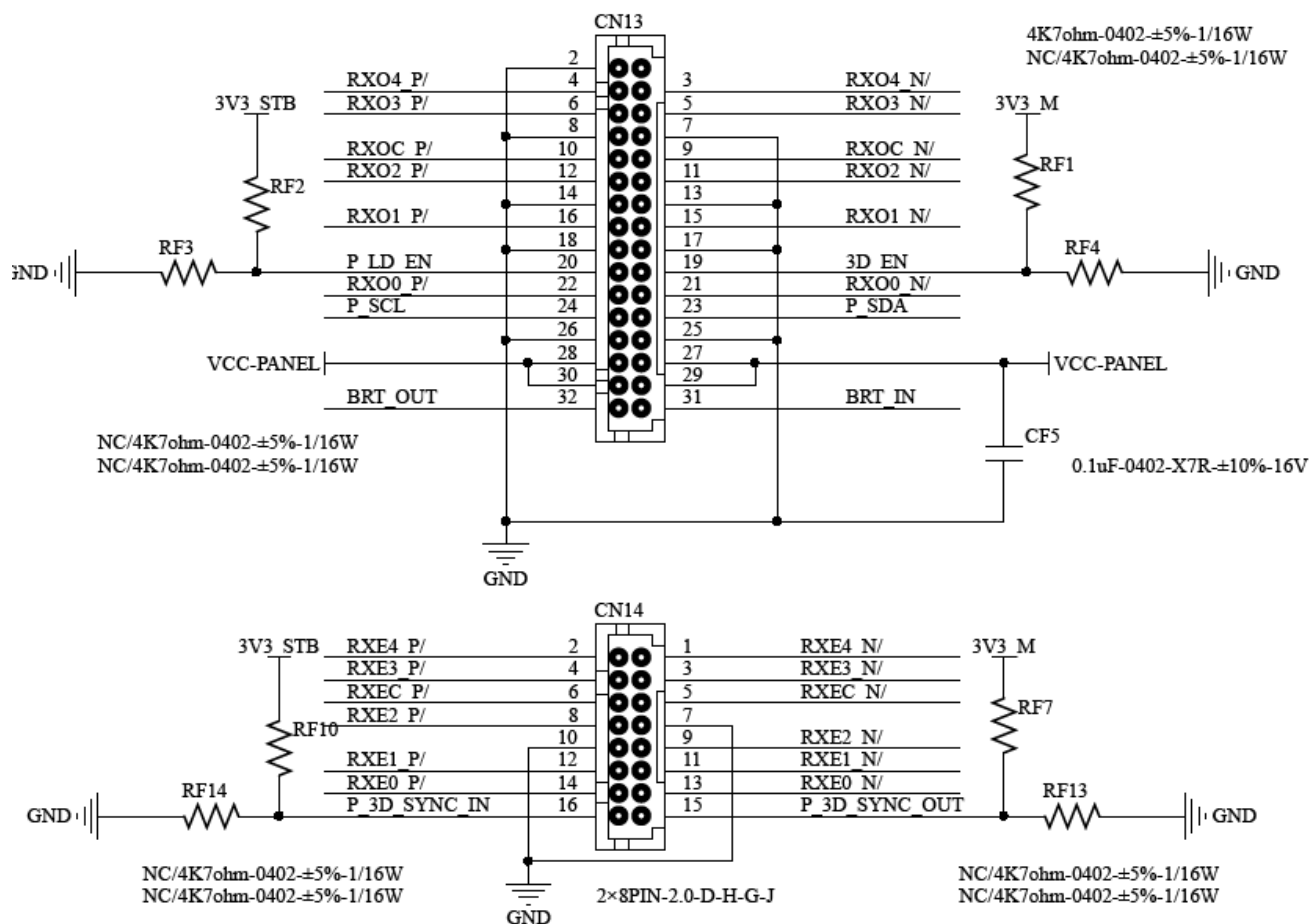 CN13
4K7ohm-0402-±5%-1/16W
NC/4K7ohm-0402-±5%-1/16W
2
RXO4_P/ 4 3 RXO4_N/
3V3_STB RXO3_P/ 6 5 RXO3_N/ 3V3_M
8 7
RXOC_P/ 10 9 RXOC_N/
RF2 RXO2_P/ 12 11 RXO2_N/ RF1
14 13
RXO1_P/ 16 15 RXO1_N/
RF3 18 17 RF4
GND P_LD_EN 20 19 3D_EN GND
RXO0_P/ 22 21 RXO0_N/
P_SCL 24 23 P_SDA
26 25
VCC-PANEL 28 27 VCC-PANEL
30 29
BRT_OUT 32 31 BRT_IN
NC/4K7ohm-0402-±5%-1/16W
NC/4K7ohm-0402-±5%-1/16W
CF5
0.1uF-0402-X7R-±10%-16V
GND
CN14
3V3_STB RXE4_P/ 2 1 RXE4_N/ 3V3_M
RXE3_P/ 4 3 RXE3_N/
RXEC_P/ 6 5 RXEC_N/
RF10 RXE2_P/ 8 7 RF7
10 9 RXE2_N/
RXE1_P/ 12 11 RXE1_N/
RF14 RXE0_P/ 14 13 RXE0_N/ RF13
GND P_3D_SYNC_IN 16 15 P_3D_SYNC_OUT GND
NC/4K7ohm-0402-±5%-1/16W
NC/4K7ohm-0402-±5%-1/16W
GND
2×8PIN-2.0-D-H-G-J
NC/4K7ohm-0402-±5%-1/16W
NC/4K7ohm-0402-±5%-1/16W